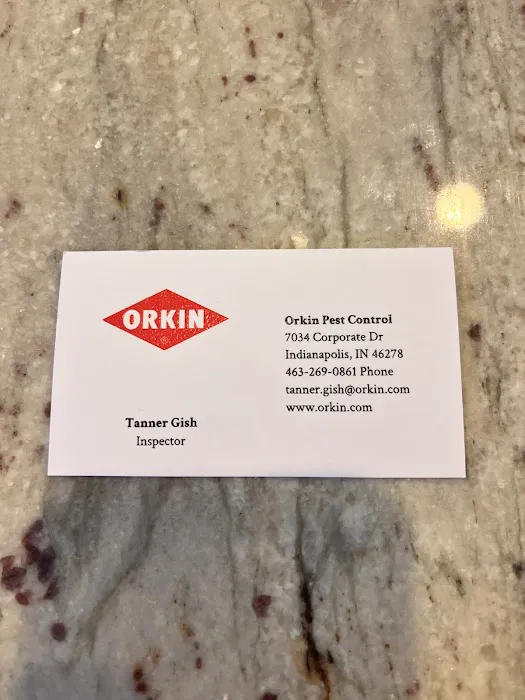 ORKIN
Tanner Gish
Inspector
Orkin Pest Control
7034 Corporate Dr
Indianapolis, IN 46278
463-269-0861 Phone
tanner.gish@orkin.com
www.orkin.com